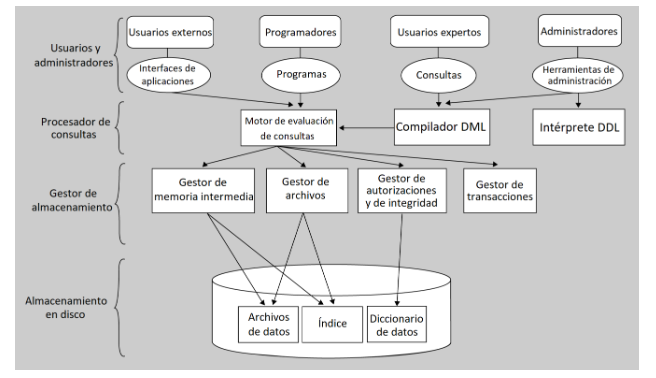 Usuarios externos
Programadores
Usuarios expertos
Administradores
Usuarios y
administradores
Interfaces de
aplicaciones
Programas
Consultas
Herramientas de
administración
Procesador de
consultas
Motor de evaluación
de consultas
Compilador DML
Intérprete DDL
Gestor de
almacenamiento
Gestor de
memoria intermedia
Gestor de
archivos
Gestor de
autorizaciones
y de integridad
Gestor de
transacciones
Almacenamiento
en disco
Archivos
de datos
Índice
Diccionario
de datos